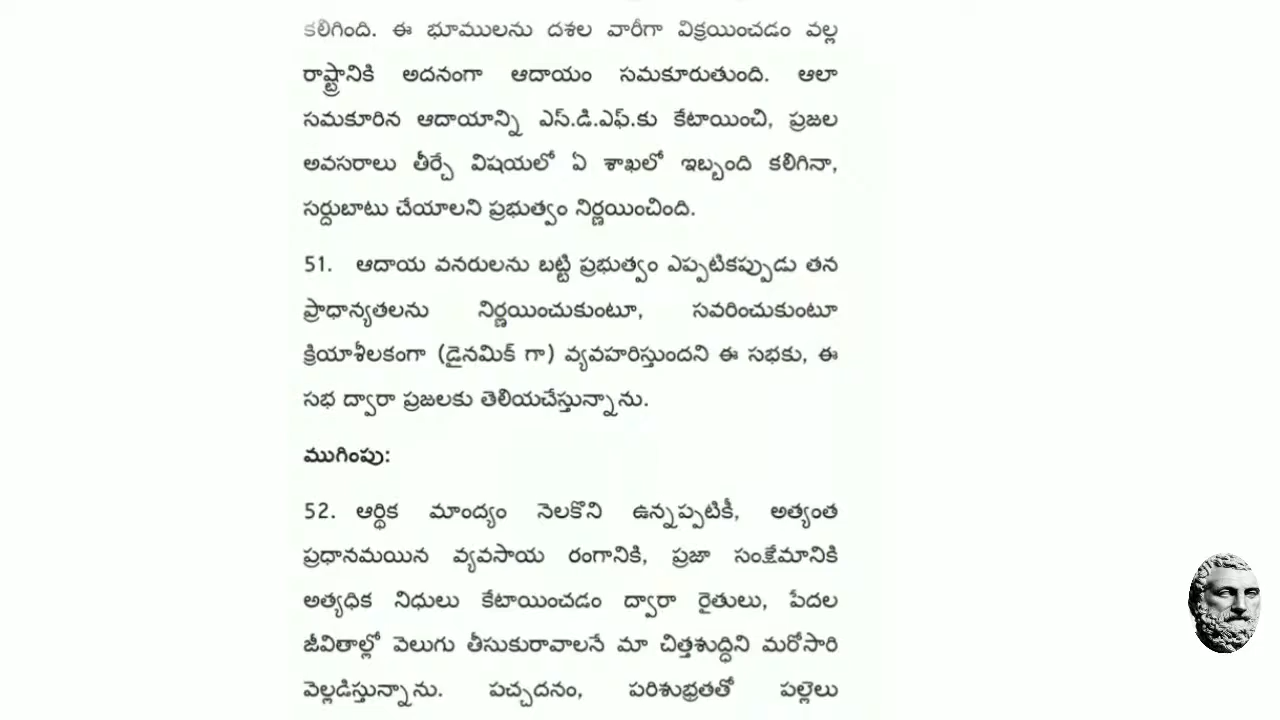 కలిగింది. ఈ భూములను దశల వారీగా విక్రయించడం వల్ల
రాష్ట్రానికి అదనంగా ఆదాయం సమకూరుతుంది. ఆలా
సమకూరిన ఆదాయాన్ని ఎస్.డి.ఎఫ్.కు కేటాయించి, ప్రజల
అవసరాలు తీర్చే విషయలో ఏ శాఖలో ఇబ్బంది కలిగినా,
సర్దుబాటు చేయాలని ప్రభుత్వం నిర్ణయించింది.
51. ఆదాయ వనరులను బట్టి ప్రభుత్వం ఎప్పటికప్పుడు తన
ప్రాధాన్యతలను నిర్ణయించుకుంటూ, సవరించుకుంటూ
క్రియాశీలకంగా (డైనమిక్ గా) వ్యవహరిస్తుందని ఈ సభకు, ఈ
సభ ద్వారా ప్రజలకు తెలియచేస్తున్నాను.
ముగింపు:
52. ఆర్థిక మాంద్యం నెలకొని ఉన్నప్పటికీ, అత్యంత
ప్రధానమయిన వ్యవసాయ రంగానికి, ప్రజా సంక్షేమానికి
అత్యధిక నిధులు కేటాయించడం ద్వారా రైతులు, పేదల
జీవితాల్లో వెలుగు తీసుకురావాలనే మా చిత్తశుద్ధిని మరోసారి
వెల్లడిస్తున్నాను. పచ్చదనం, పరిశుభ్రతతో పల్లెలు